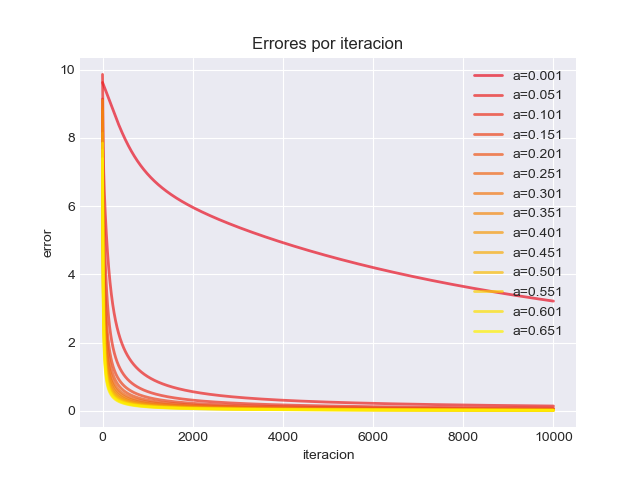 Errores por iteracion
10
8
6
4
2
0
error
0
2000
4000
6000
8000
10000
iteracion
a=0.001
a=0.051
a=0.101
a=0.151
a=0.201
a=0.251
a=0.301
a=0.351
a=0.401
a=0.451
a=0.501
a=0.551
a=0.601
a=0.651